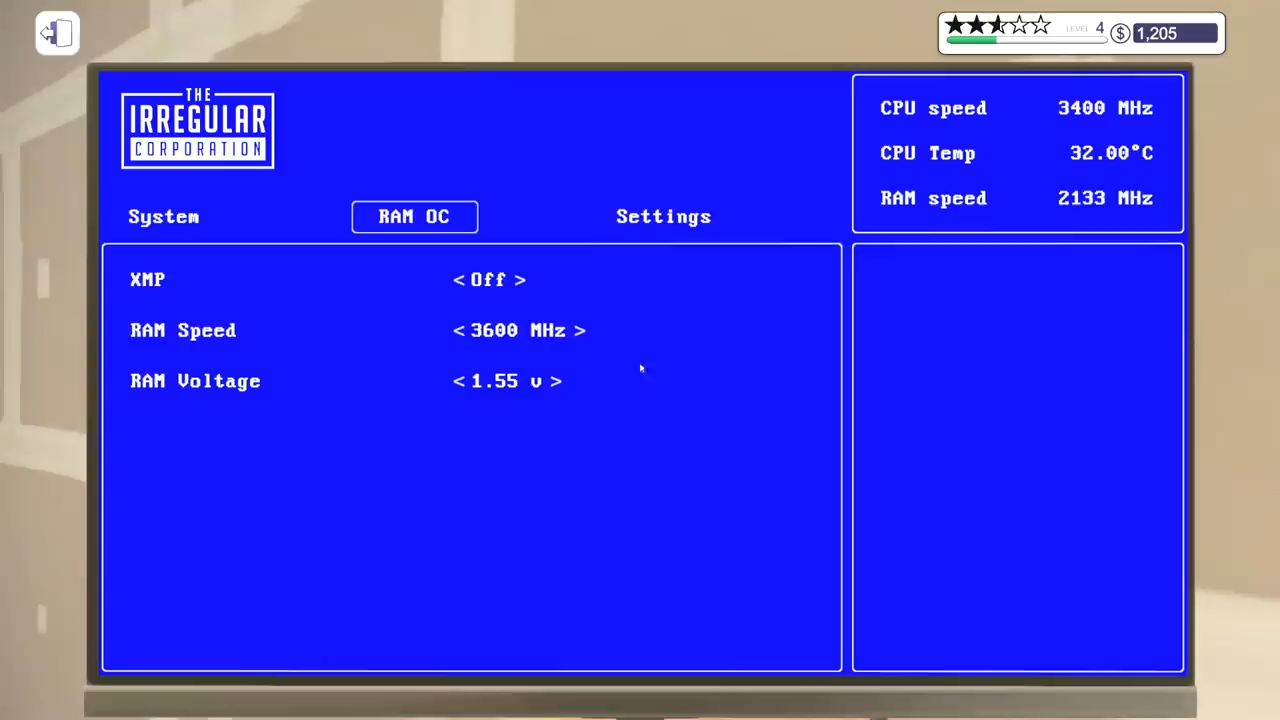 LEVEL 4
$ 1,205
THE
IRREGULAR
CORPORATION
CPU speed 3400 MHz
CPU Temp 32.00°C
RAM speed 2133 MHz
System RAM OC Settings
XMP < Off >
RAM Speed < 3600 MHz >
RAM Voltage < 1.55 v >